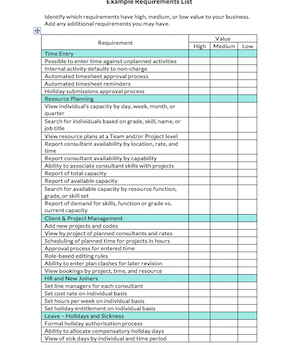 Example Requirements List
Identify which requirements have high, medium, or low value to your business.
Add any additional requirements you may have.
Requirement
Value
High Medium Low
Time Entry
Possible to enter time against unplanned activities
Internal activity defaults to non-charge
Automated timesheet approval process
Automated timesheet reminders
Holiday submissions approval process
Resource Planning
View individual's capacity by day, week, month, or
quarter
Search for individuals based on grade, skill, name, or
job title
View resource plans at a Team and/or Project level
Report consultant availability by location, rate, and
time
Report consultant availability by capability
Ability to associate consultant skills with projects
Report of total capacity
Report of available capacity
Search for available capacity by resource function,
grade, or skill set
Report of demand for skills, function or grade vs.
current capacity
Client & Project Management
Add new projects and codes
View by project of planned consultants and rates
Scheduling of planned time for projects in hours
Approval process for entered time
Role-based editing rules
Ability to enter plan clashes for later revision
View bookings by project, time, and resource
HR and New Joiners
Set line managers for each consultant
Set cost rate on individual basis
Set hours per week on individual basis
Set holiday entitlement on individual basis
Leave - Holidays and Sickness
Formal holiday authorisation process
Ability to allocate compensatory holiday days
View of sick days by individual and time period